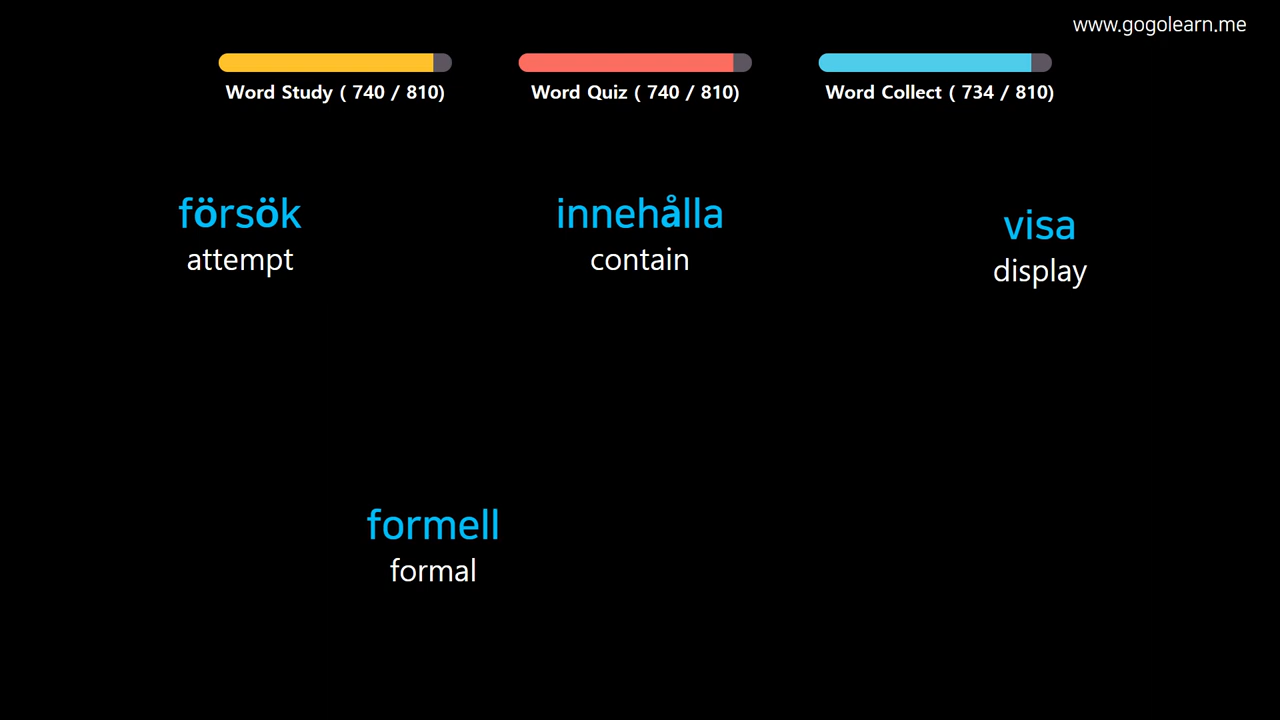 www.gogolearn.me
Word Study ( 740 / 810)
Word Quiz ( 740 / 810)
Word Collect ( 734 / 810)
försök
attempt
innehålla
contain
visa
display
formell
formal